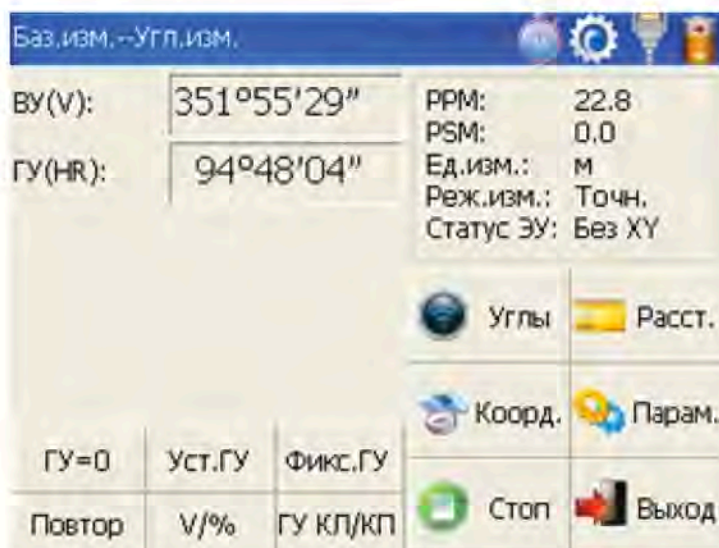 Баз.изм.--Угл.изм.
ВУ(V): 351°55'29"
ГУ(HR): 94°48'04"
PPM: 22.8
PSM: 0.0
Ед.изм.: м
Реж.изм.: Точн.
Статус ЭУ: Без XY
Углы Расст.
Коорд. Парам.
Стоп Выход
ГУ=0 Уст.ГУ Фикс.ГУ
Повтор V/% ГУ КЛ/КП